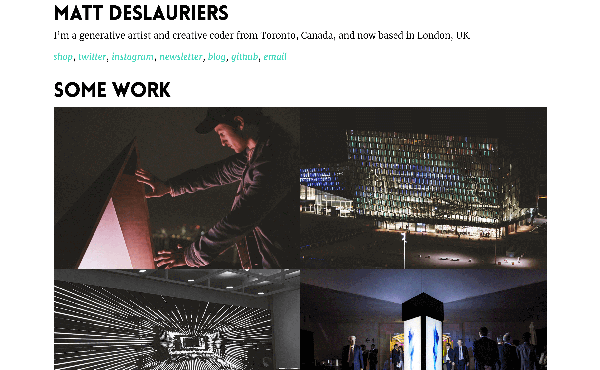 MATT DESLAURIERS
I'm a generative artist and creative coder from Toronto, Canada, and now based in London, UK.
shop, twitter, instagram, newsletter, blog, github, email
SOME WORK